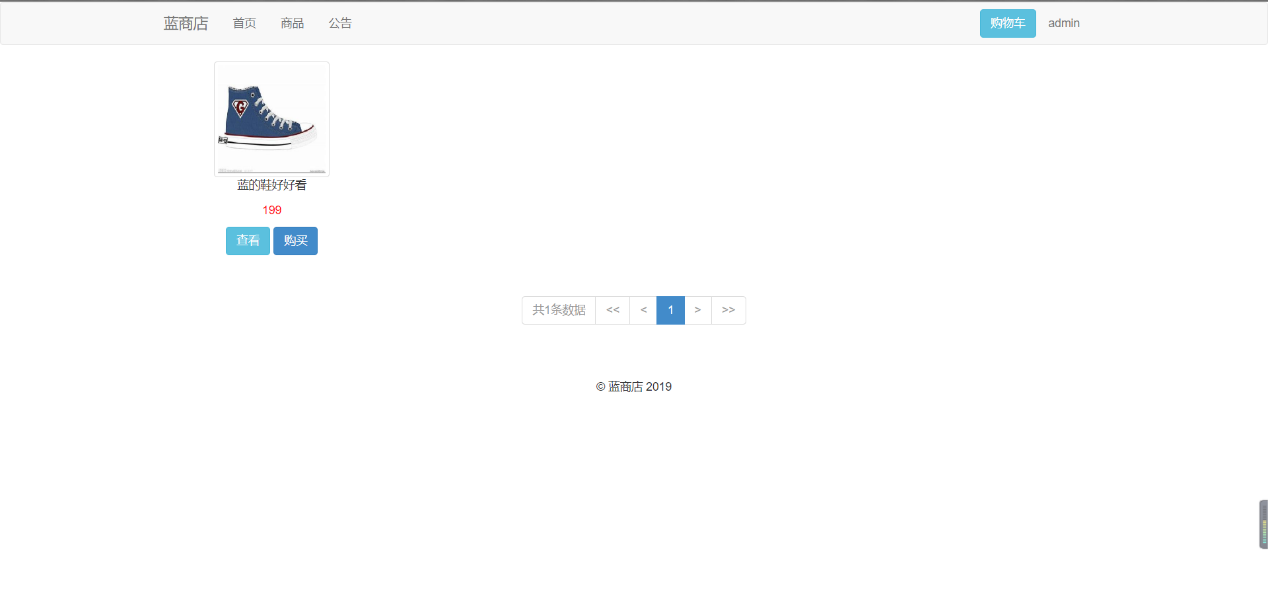 蓝商店 首页 商品 公告 购物车 admin
蓝的鞋好好看
199
查看 购买
共1条数据 << < 1 > >>
© 蓝商店 2019